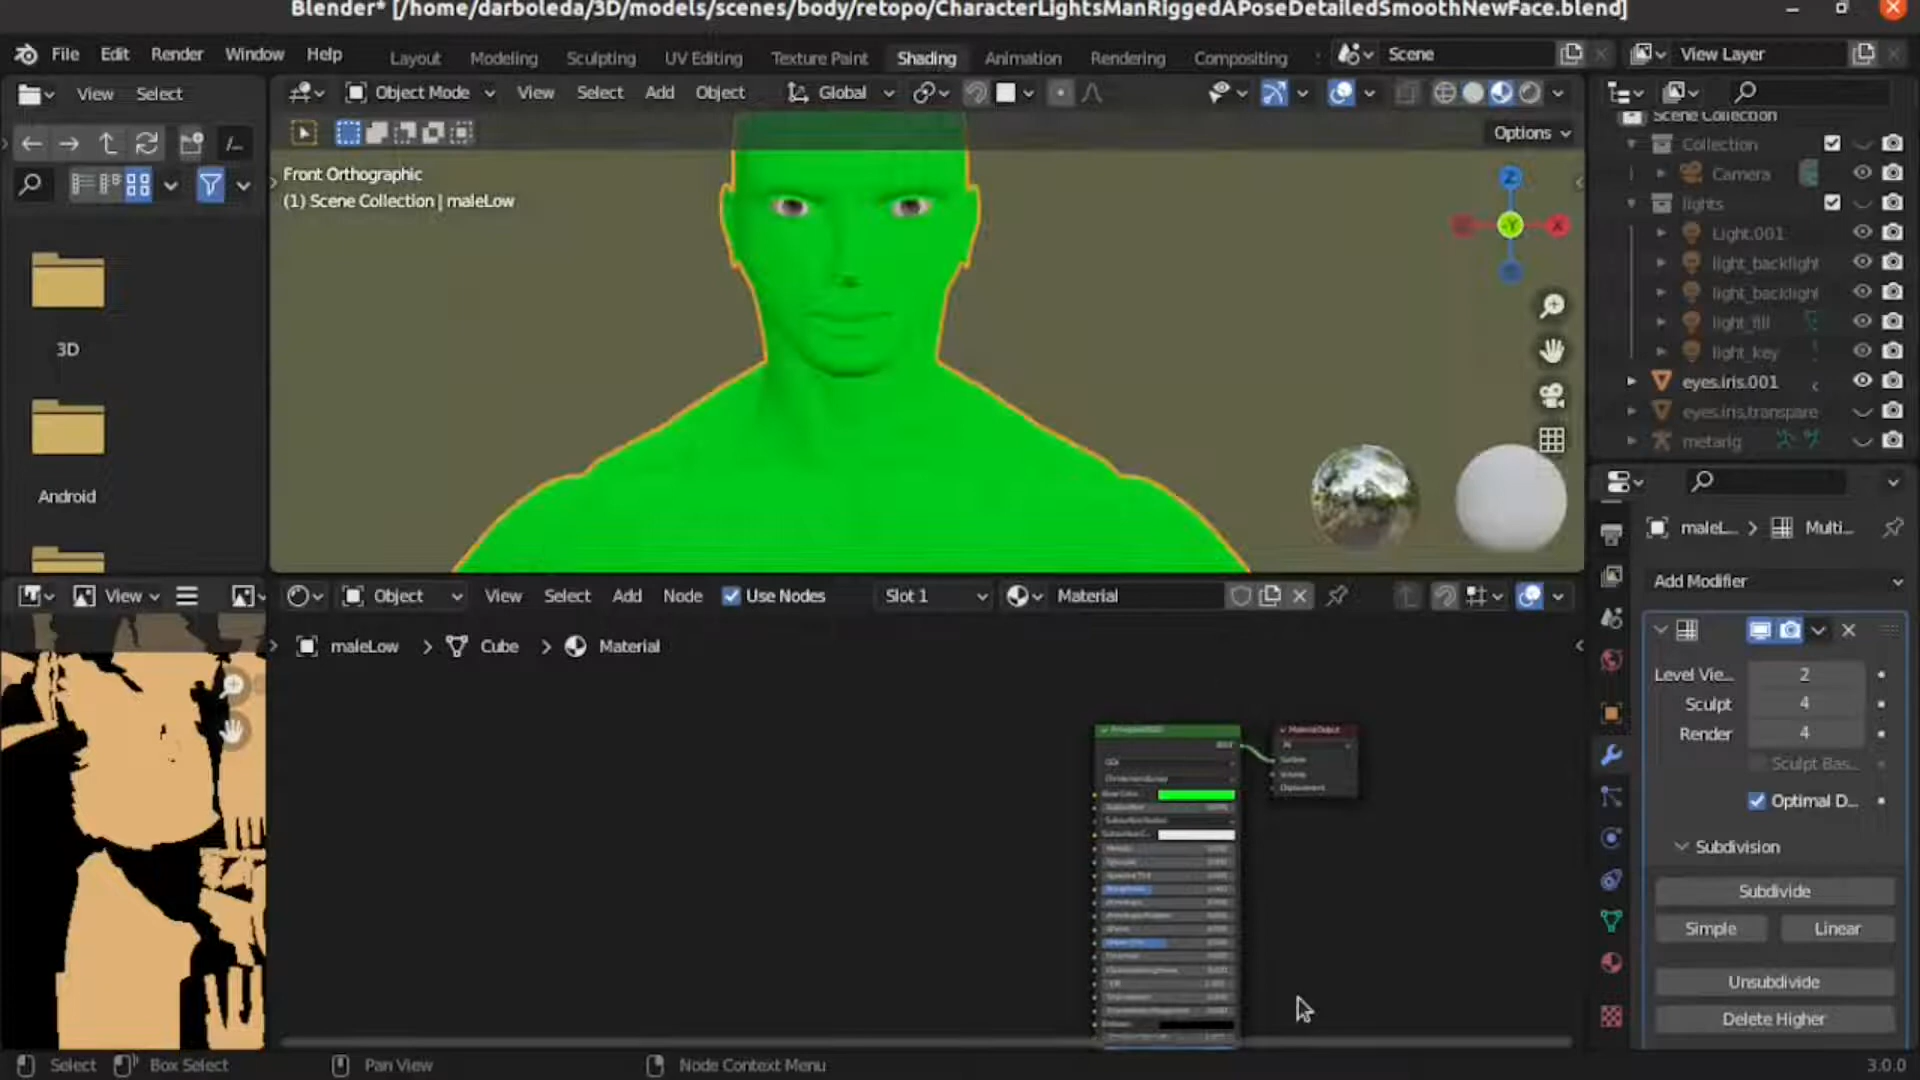 Blender* [/home/darboleda/3D/models/scenes/body/retopo/CharacterLightsManRiggedAPoseDetailedSmoothNewFace.blend]
File Edit Render Window Help Layout Modeling Sculpting UV Editing Texture Paint Shading Animation Rendering Compositing Scene View Layer
View Select
Object Mode View Select Add Object Global
Options
Front Orthographic
(1) Scene Collection | maleLow
Z
Y
X
3D
Android
Scene Collection
Collection
Camera
lights
Light.001
light_backlight
light_backlight
light_fill
light_key
eyes.iris.001
eyes.iris.transpare
metarig
maleL... Multi...
Add Modifier
Level Vie... 2
Sculpt 4
Render 4
Sculpt Bas...
Optimal D...
Subdivision
Subdivide
Simple Linear
Unsubdivide
Delete Higher
View
Object View Select Add Node Use Nodes Slot 1 Material
maleLow Cube Material
Select Box Select Pan View Node Context Menu 3.0.0